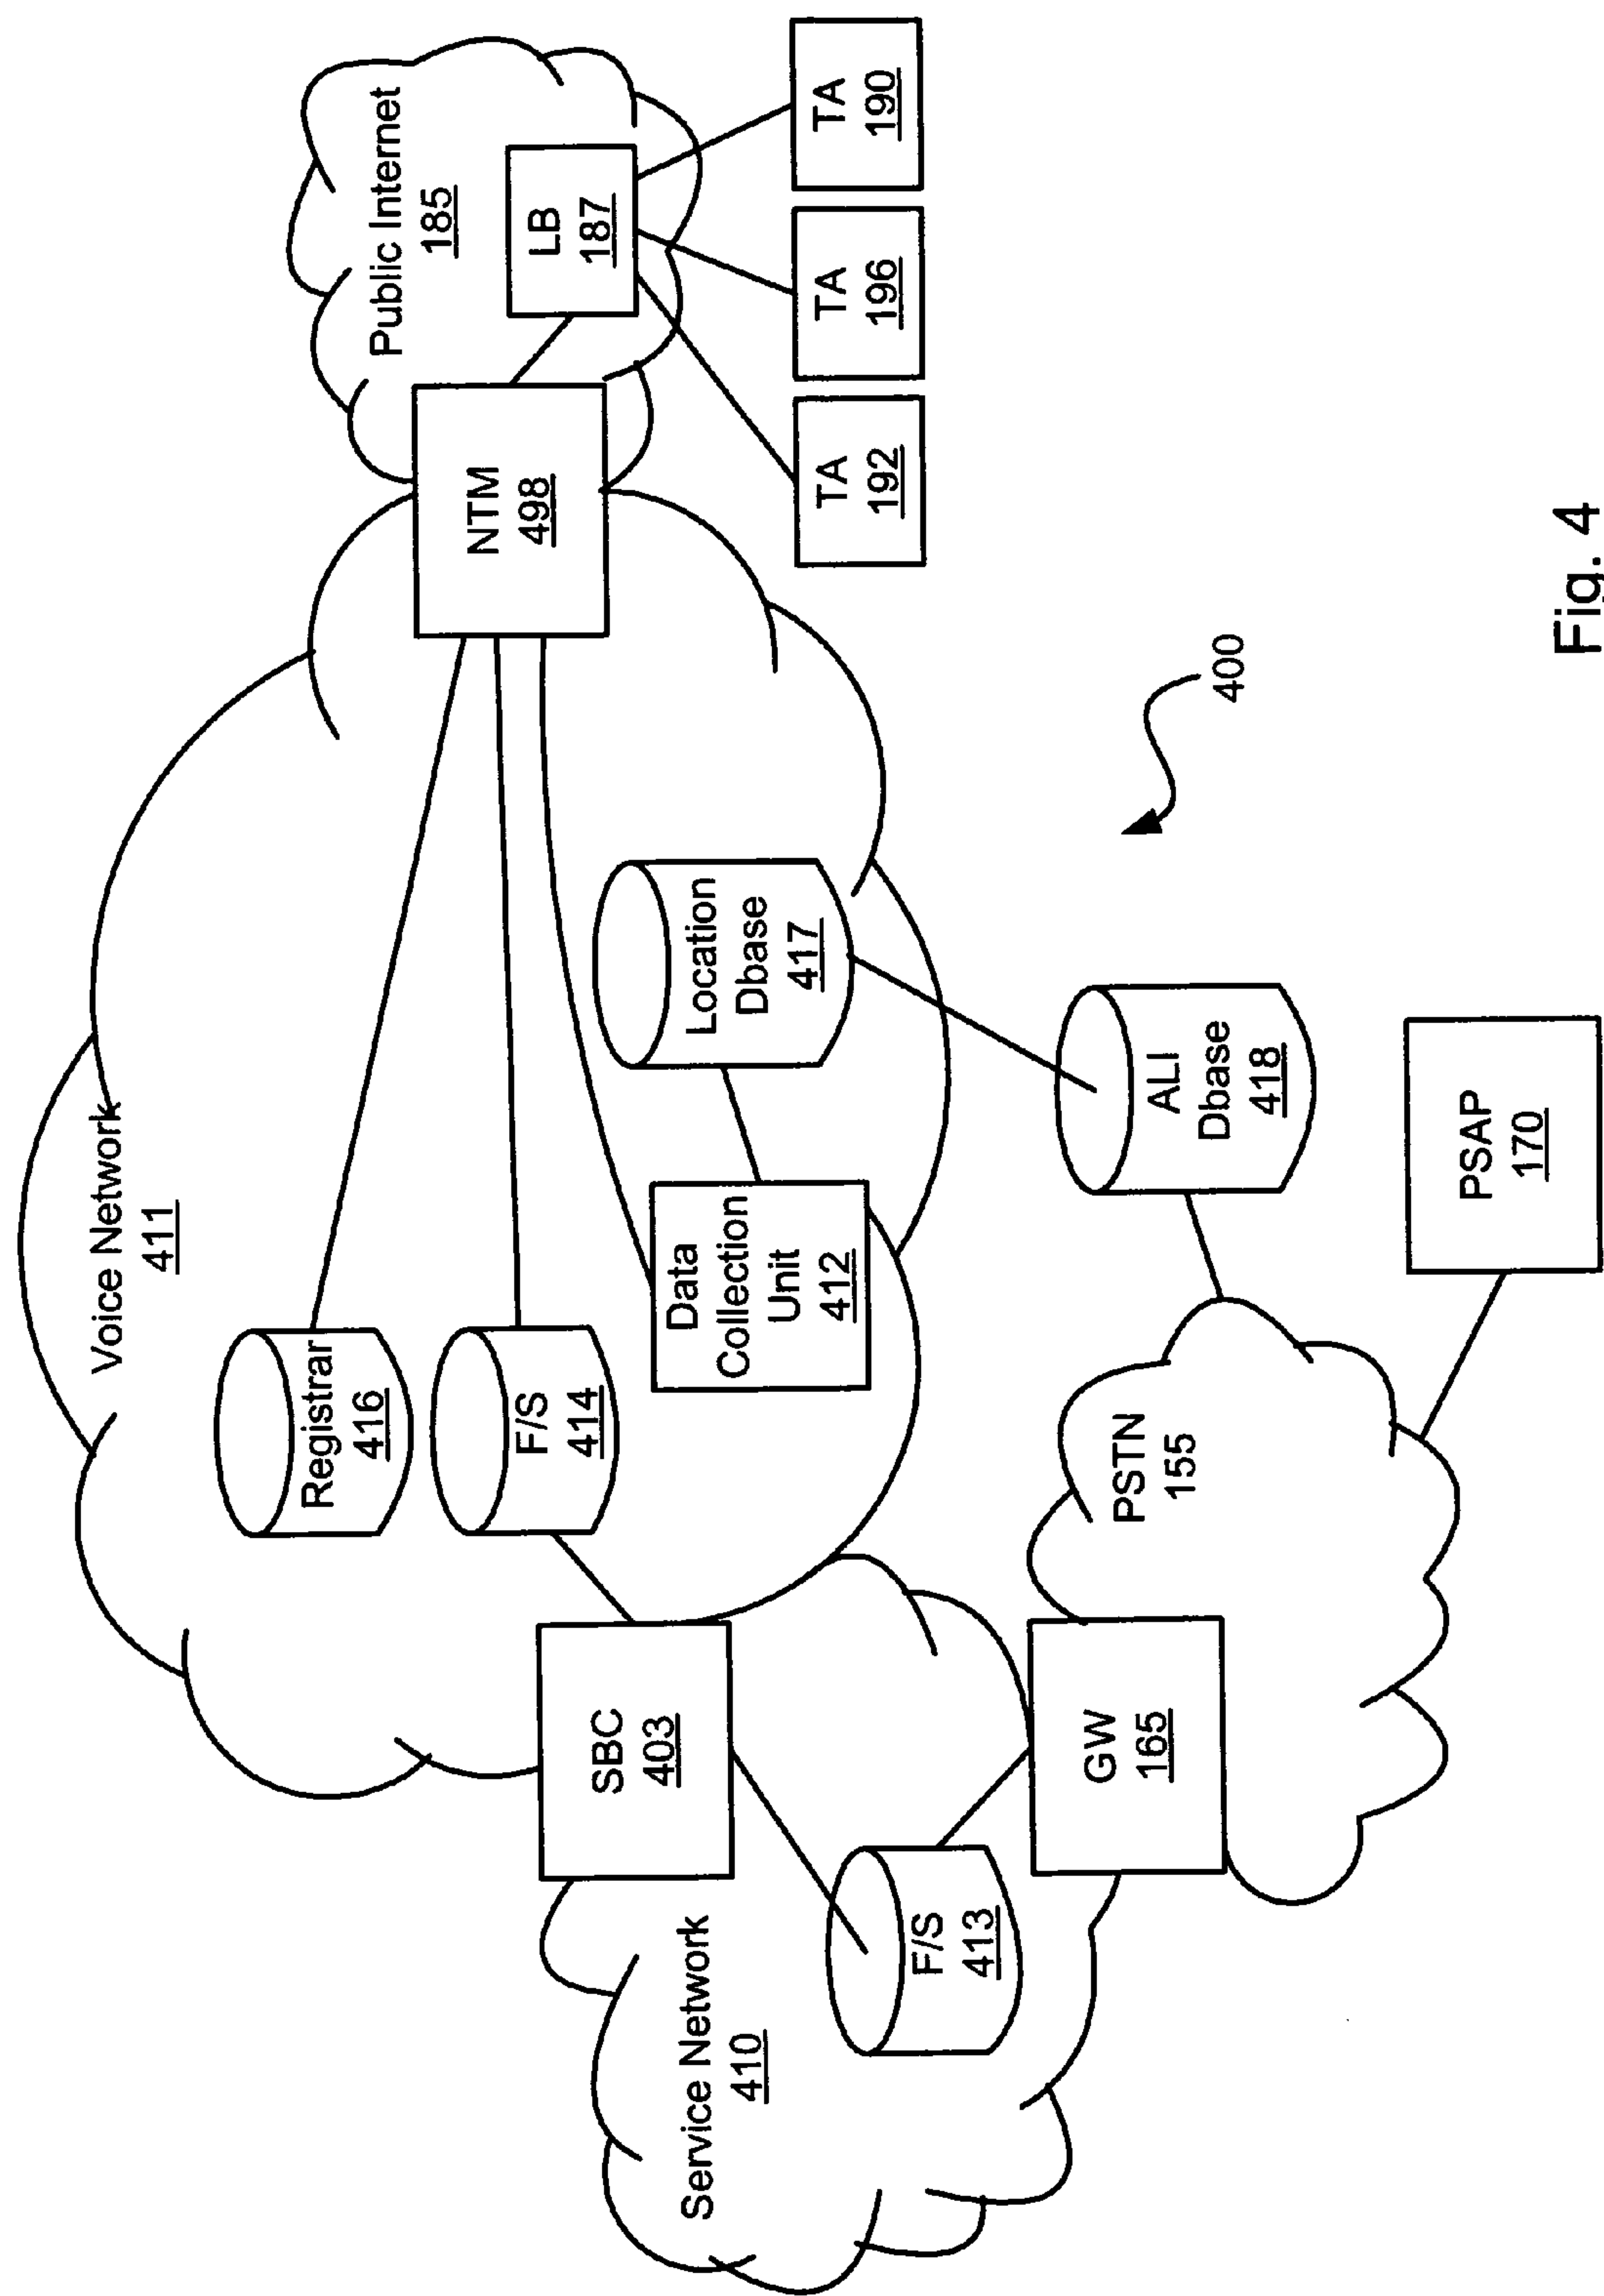 Voice Network
411
Public Internet
185
Registrar
416
F/S
414
NTM
498
LB
187
SBC
403
Data
Collection
Unit
412
Location
Dbase
417
Service Network
410
F/S
413
TA
192
TA
196
TA
190
GW
165
PSTN
155
ALI
Dbase
418
400
PSAP
170
Fig. 4